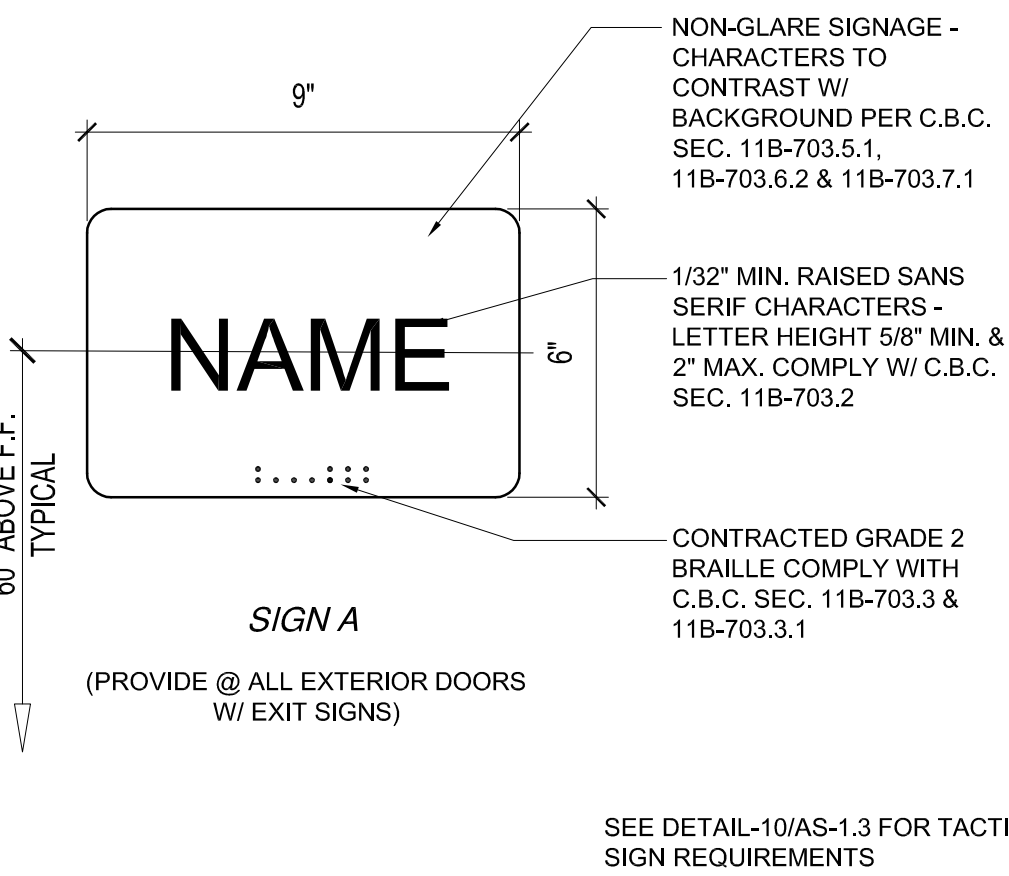 9"
NON-GLARE SIGNAGE -
CHARACTERS TO
CONTRAST W/
BACKGROUND PER C.B.C.
SEC. 11B-703.5.1,
11B-703.6.2 & 11B-703.7.1
1/32" MIN. RAISED SANS
SERIF CHARACTERS -
LETTER HEIGHT 5/8" MIN. &
2" MAX. COMPLY W/ C.B.C.
SEC. 11B-703.2
NAME
6"
60" ABOVE F.F.
TYPICAL
CONTRACTED GRADE 2
BRAILLE COMPLY WITH
C.B.C. SEC. 11B-703.3 &
11B-703.3.1
SIGN A
(PROVIDE @ ALL EXTERIOR DOORS
W/ EXIT SIGNS)
SEE DETAIL-10/AS-1.3 FOR TACTI
SIGN REQUIREMENTS